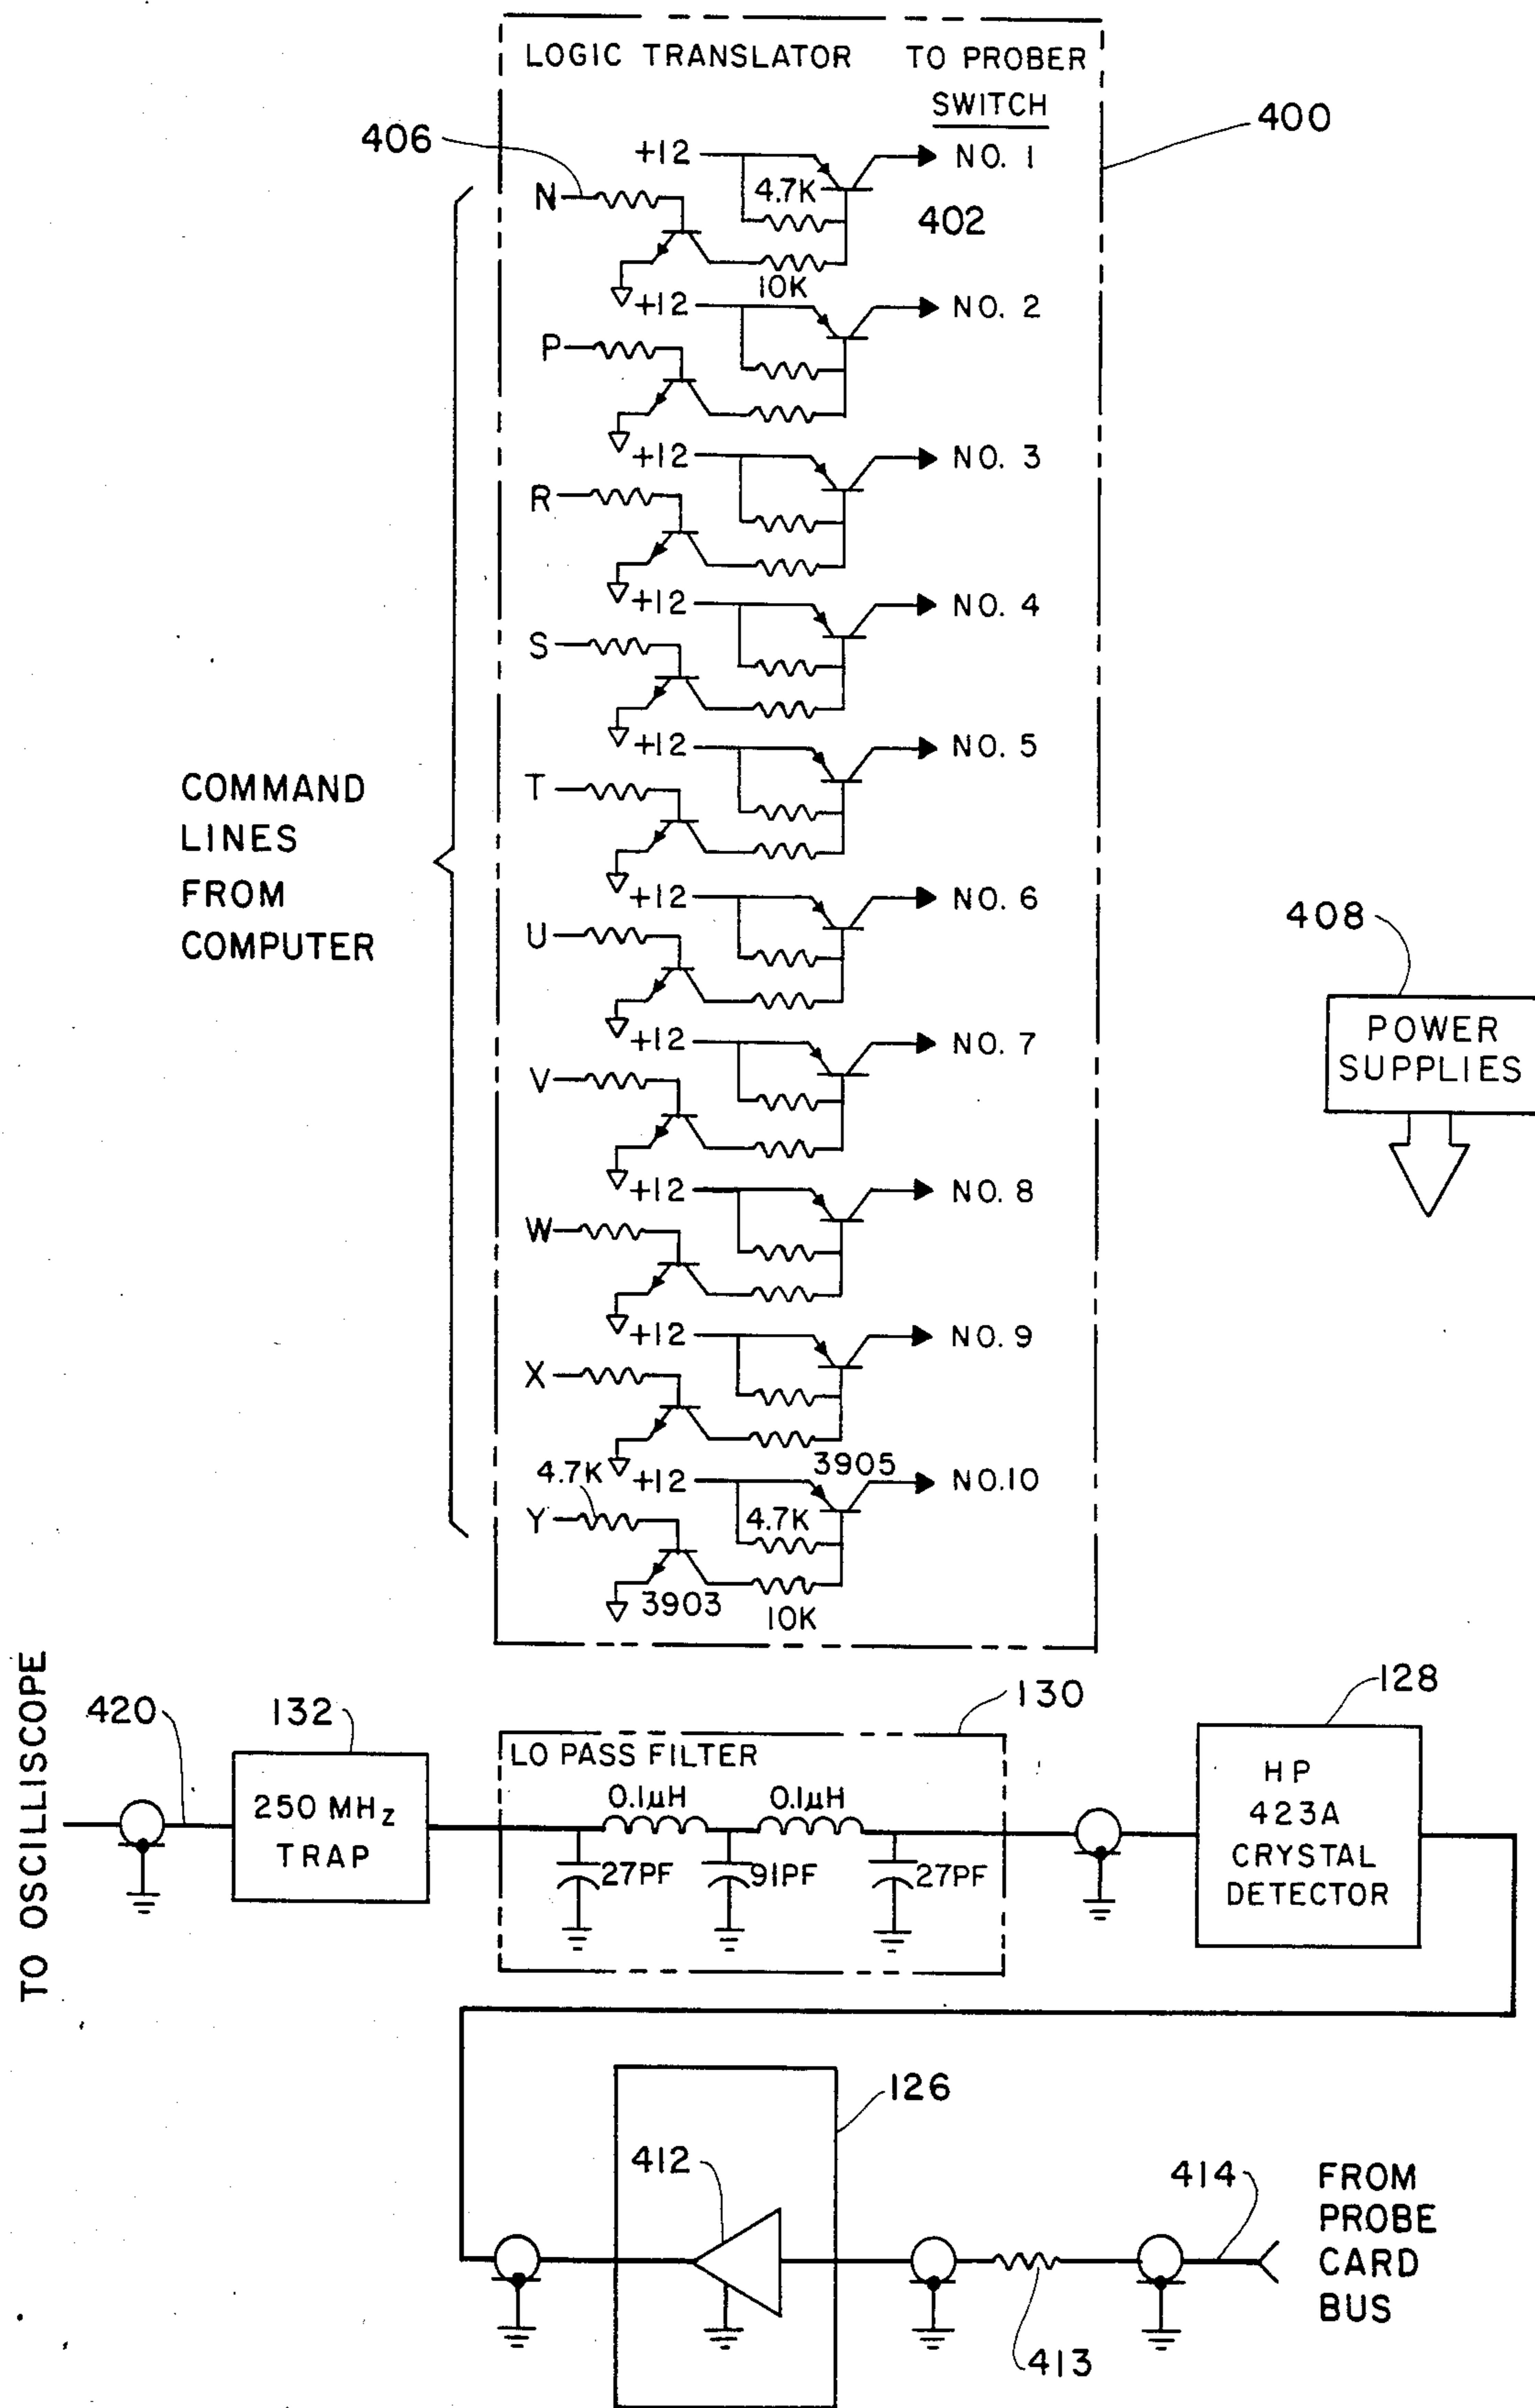 LOGIC TRANSLATOR TO PROBER
SWITCH
400
406
+12
NO. 1
N
4.7K
402
10K
+12
NO. 2
P
+12
NO. 3
R
+12
NO. 4
S
+12
NO. 5
T
+12
NO. 6
U
+12
NO. 7
V
+12
NO. 8
W
+12
NO. 9
X
3905
4.7K
+12
NO. 10
Y
4.7K
3903
10K
COMMAND
LINES
FROM
COMPUTER
408
POWER
SUPPLIES
TO OSCILLISCOPE
420
132
250 MHz
TRAP
130
LO PASS FILTER
0.1µH
0.1µH
27PF
91PF
27PF
128
HP
423A
CRYSTAL
DETECTOR
126
412
413
414
FROM
PROBE
CARD
BUS